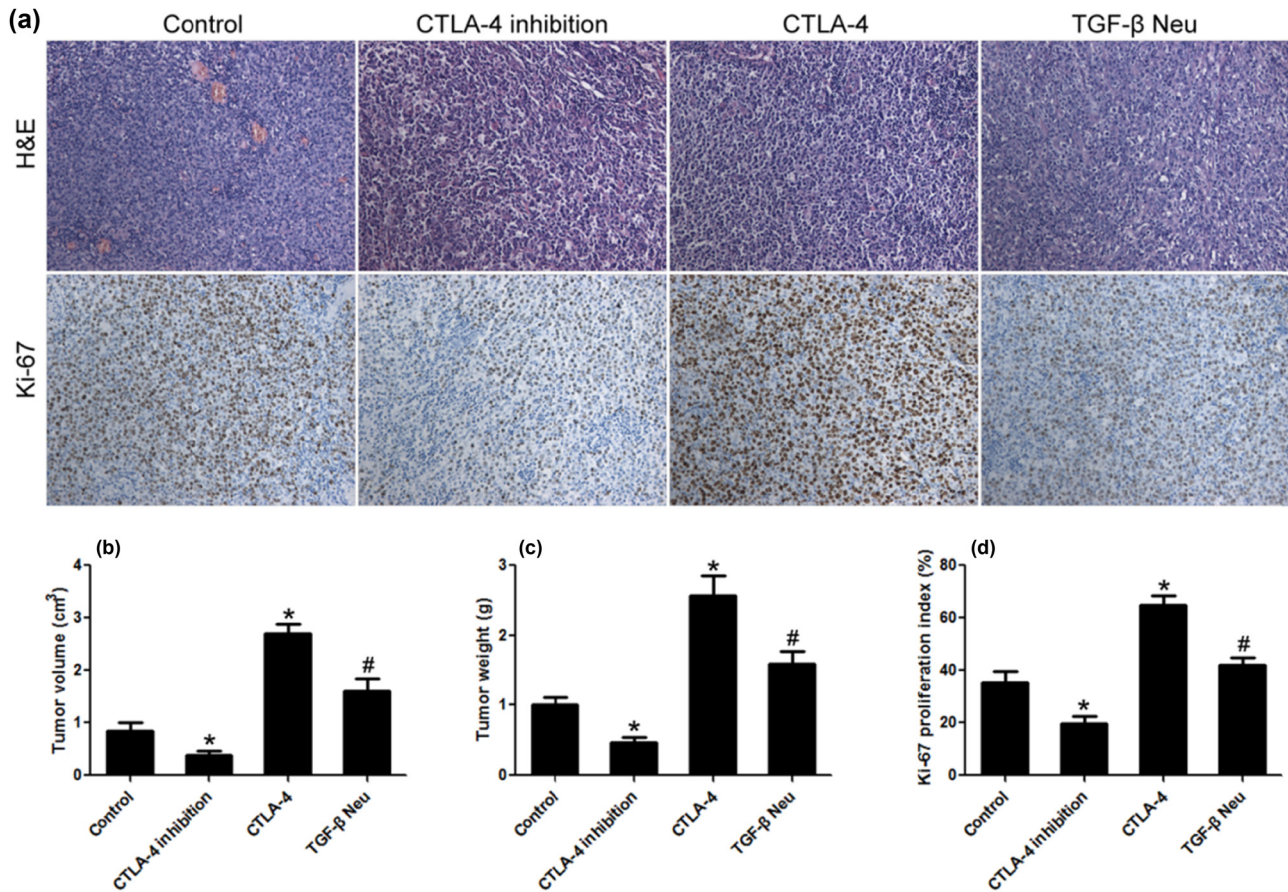 (a)
Control CTLA-4 inhibition CTLA-4 TGF-β Neu
H&E
Ki-67
(b)
Tumor volume (cm³)
4
3
2
1
0
*
*
#
Control
CTLA-4 inhibition
CTLA-4
TGF-β Neu
(c)
Tumor weight (g)
3
2
1
0
*
*
#
Control
CTLA-4 inhibition
CTLA-4
TGF-β Neu
(d)
Ki-67 proliferation index (%)
80
60
40
20
0
*
*
#
Control
CTLA-4 inhibition
CTLA-4
TGF-β Neu